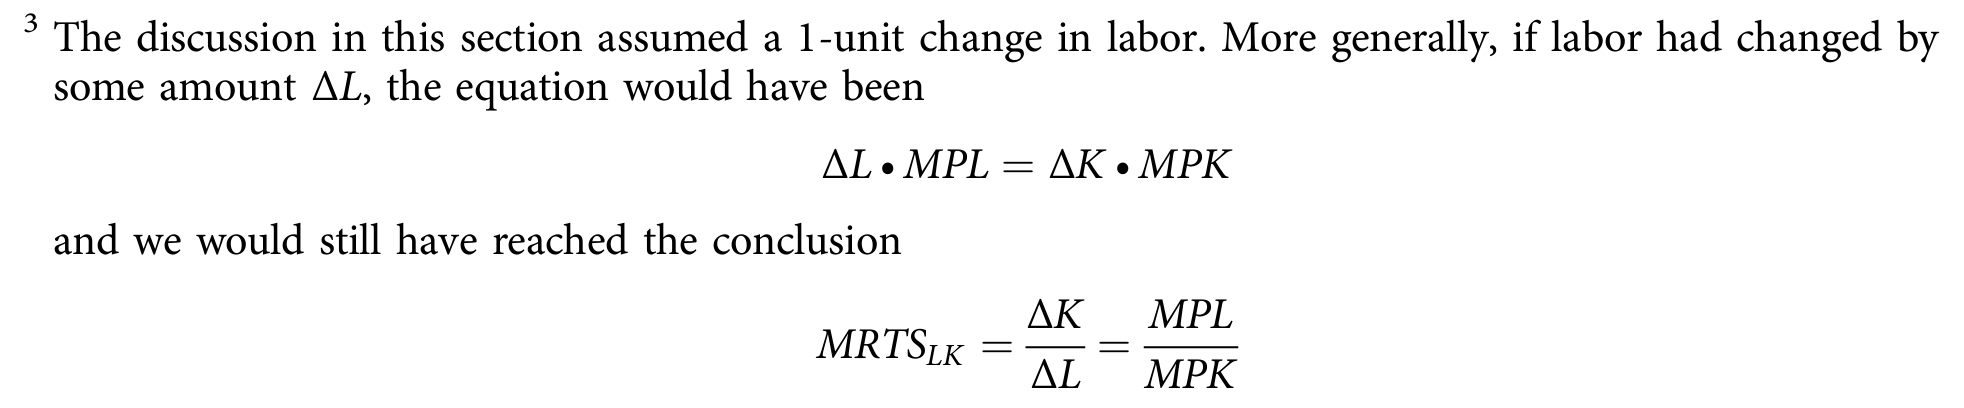 ³ The discussion in this section assumed a 1-unit change in labor. More generally, if labor had changed by
some amount ΔL, the equation would have been
ΔL • MPL = ΔK • MPK
and we would still have reached the conclusion
MRTS_LK = ΔK/ΔL = MPL/MPK